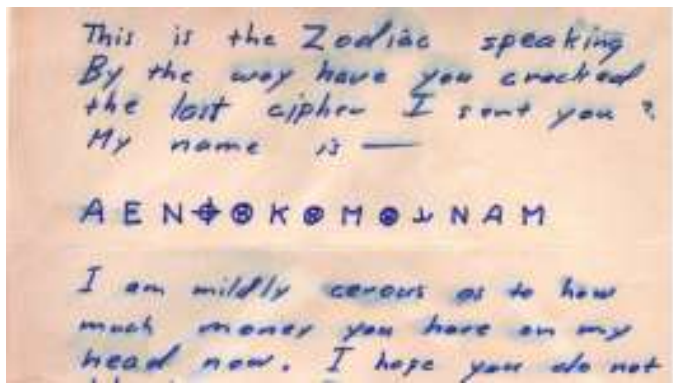 This is the Zodiac speaking
By the way have you cracked
the last cipher I sent you ?
My name is —
A E N ⌖ ⊗ K ⊗ M ⊗ ⅄ N A M
I am mildly cerous as to how
much money you have on my
head now. I hope you do not